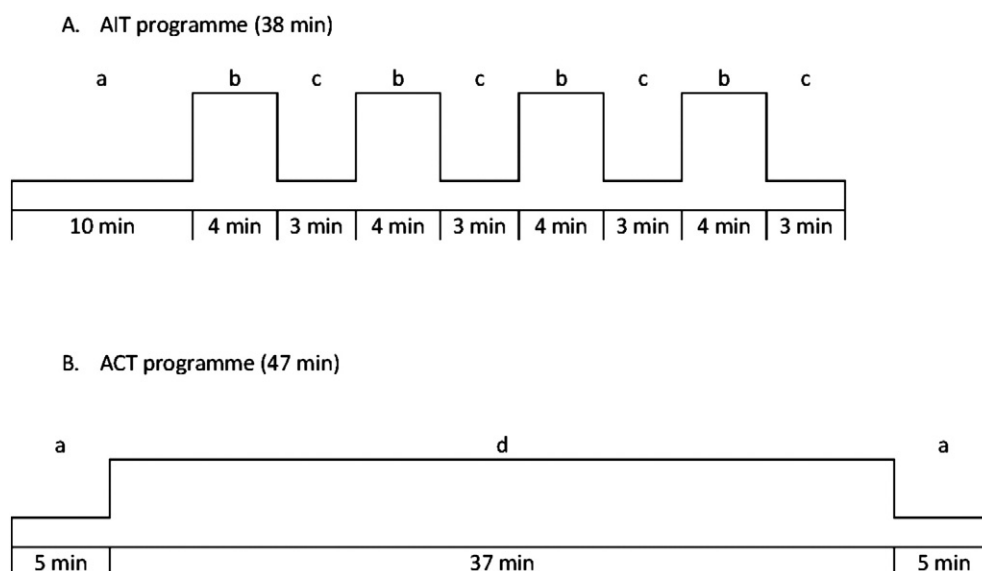 A. AIT programme (38 min)
a b c b c b c b c
10 min 4 min 3 min 4 min 3 min 4 min 3 min 4 min 3 min
B. ACT programme (47 min)
a d a
5 min 37 min 5 min